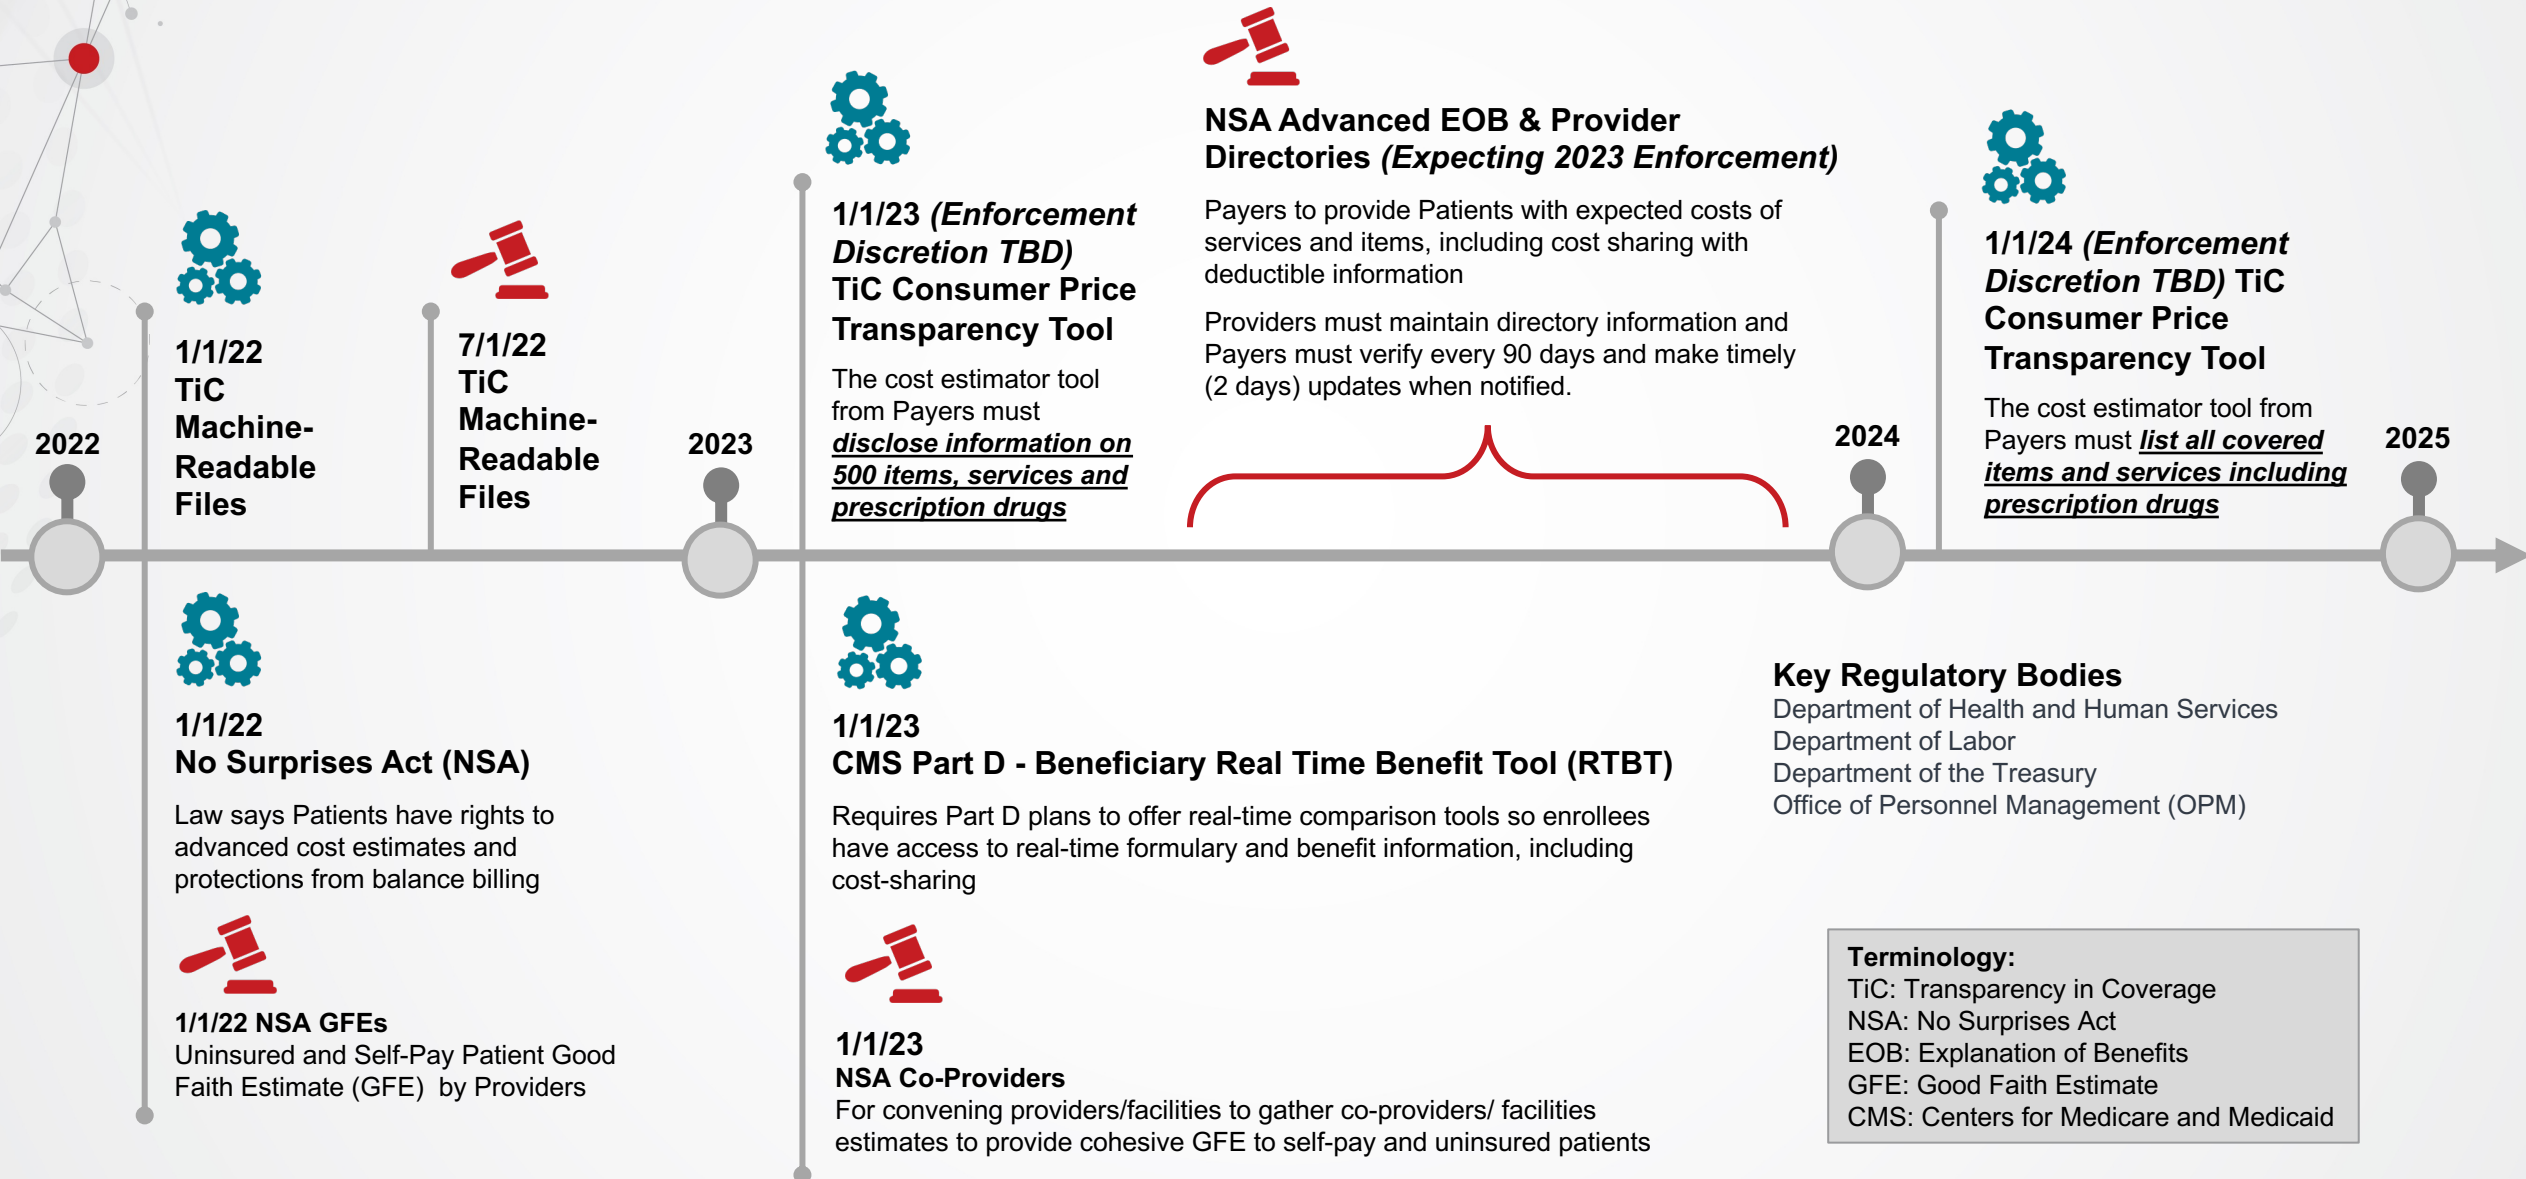 2022
1/1/22
TiC
Machine-
Readable
Files
7/1/22
TiC
Machine-
Readable
Files
2023
1/1/23 (Enforcement
Discretion TBD)
TiC Consumer Price
Transparency Tool
The cost estimator tool
from Payers must
disclose information on
500 items, services and
prescription drugs
NSA Advanced EOB & Provider
Directories (Expecting 2023 Enforcement)
Payers to provide Patients with expected costs of
services and items, including cost sharing with
deductible information
Providers must maintain directory information and
Payers must verify every 90 days and make timely
(2 days) updates when notified.
2024
1/1/24 (Enforcement
Discretion TBD) TiC
Consumer Price
Transparency Tool
The cost estimator tool from
Payers must list all covered
items and services including
prescription drugs
2025
1/1/22
No Surprises Act (NSA)
Law says Patients have rights to
advanced cost estimates and
protections from balance billing
1/1/22 NSA GFEs
Uninsured and Self-Pay Patient Good
Faith Estimate (GFE) by Providers
1/1/23
CMS Part D - Beneficiary Real Time Benefit Tool (RTBT)
Requires Part D plans to offer real-time comparison tools so enrollees
have access to real-time formulary and benefit information, including
cost-sharing
1/1/23
NSA Co-Providers
For convening providers/facilities to gather co-providers/ facilities
estimates to provide cohesive GFE to self-pay and uninsured patients
Key Regulatory Bodies
Department of Health and Human Services
Department of Labor
Department of the Treasury
Office of Personnel Management (OPM)
Terminology:
TiC: Transparency in Coverage
NSA: No Surprises Act
EOB: Explanation of Benefits
GFE: Good Faith Estimate
CMS: Centers for Medicare and Medicaid